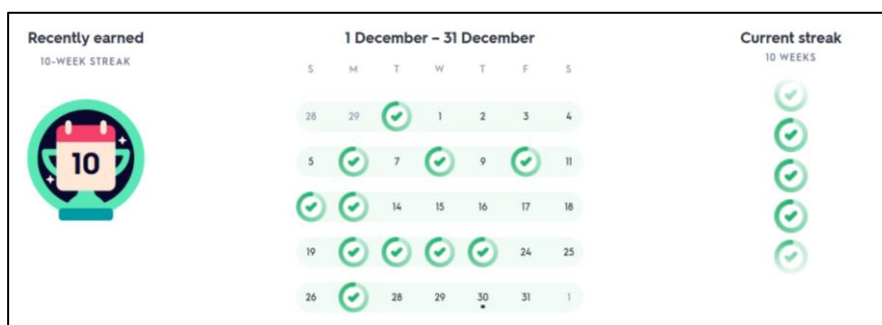 Recently earned
10-WEEK STREAK
10
1 December – 31 December
S M T W T F S
28 29 1 2 3 4
5 7 9 11
14 15 16 17 18
19 24 25
26 28 29 30 31 1
Current streak
10 WEEKS